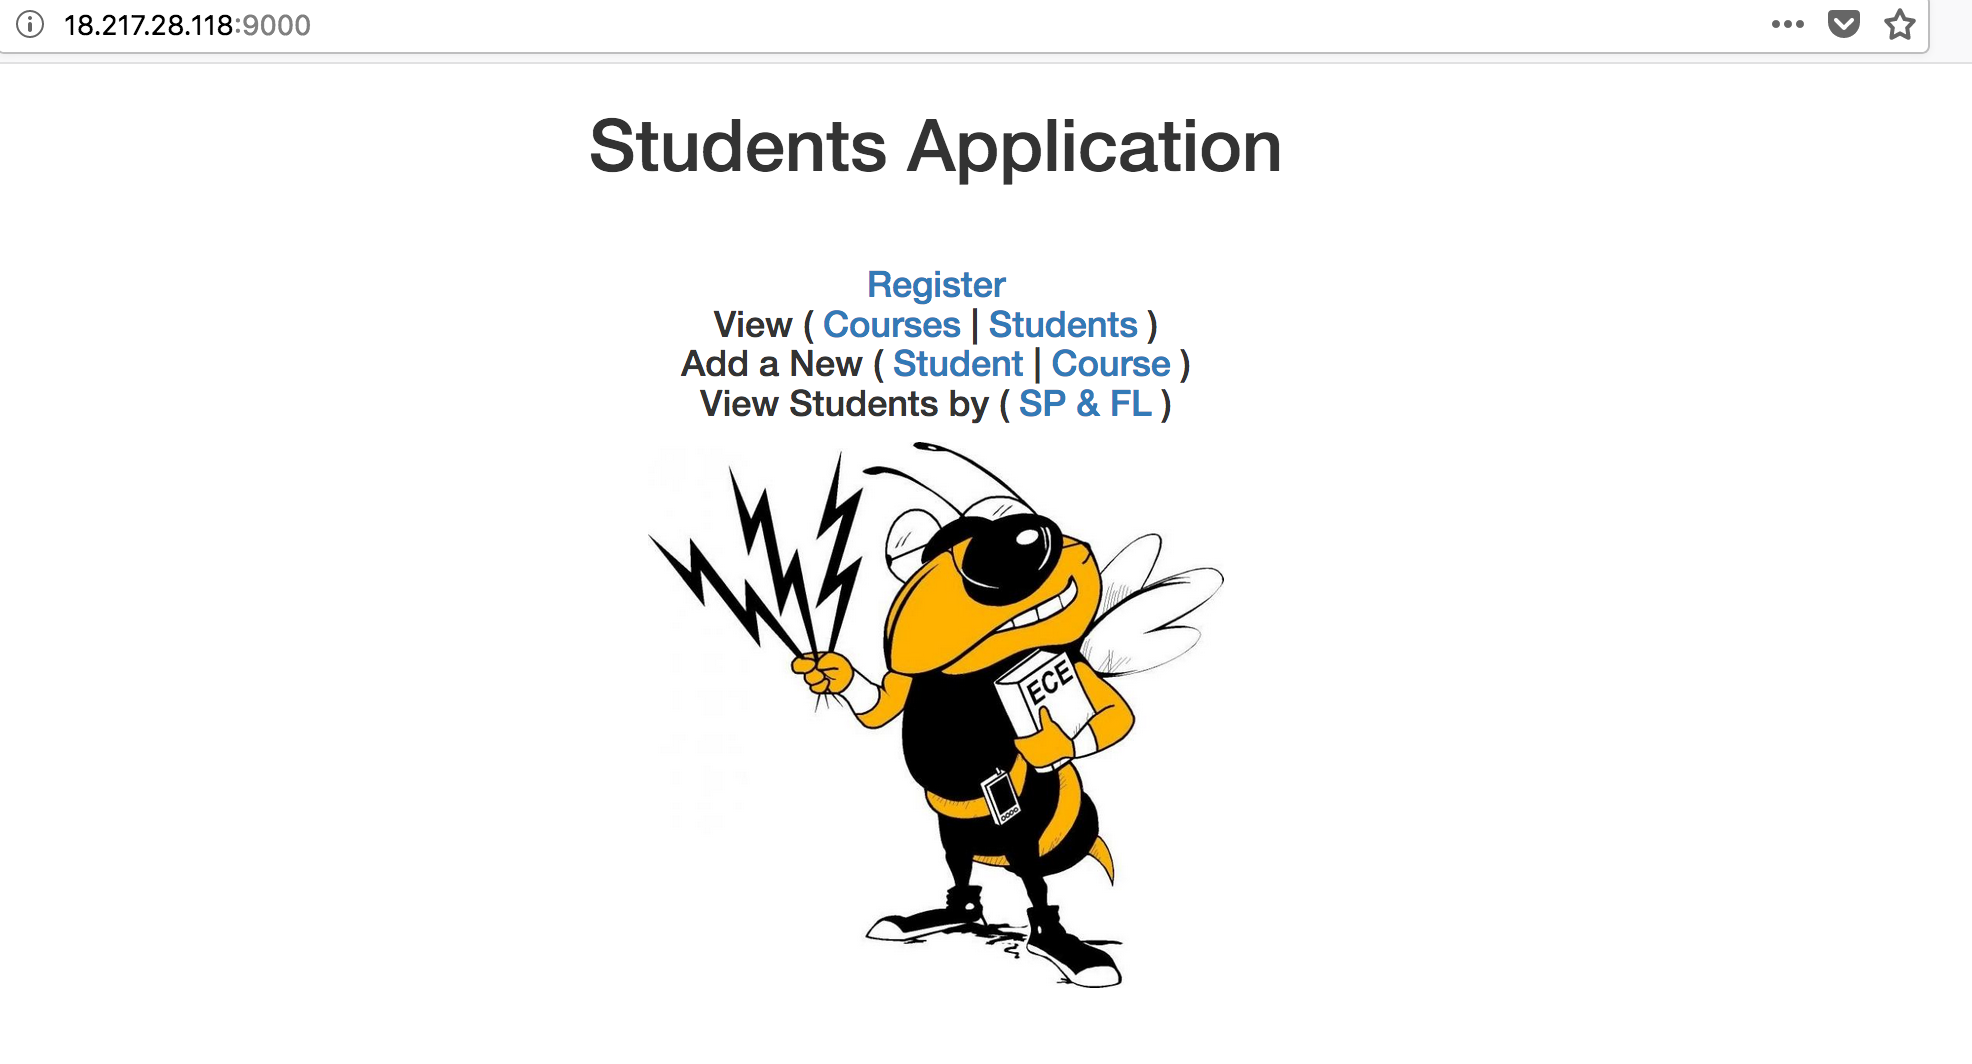 18.217.28.118:9000
Students Application
Register
View ( Courses | Students )
Add a New ( Student | Course )
View Students by ( SP & FL )
ECE